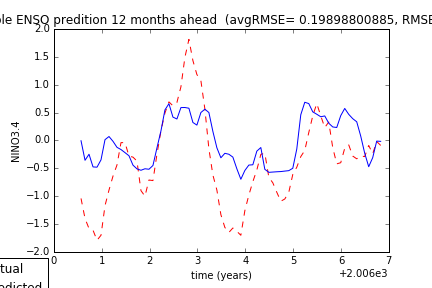 ENSO predition 12 months ahead (avgRMSE= 0.19898800885, RMSE
2.0
1.5
1.0
0.5
0.0
−0.5
−1.0
−1.5
−2.0
NINO3.4
0 1 2 3 4 5 6 7
time (years)
+2.006e3
tual
edicted